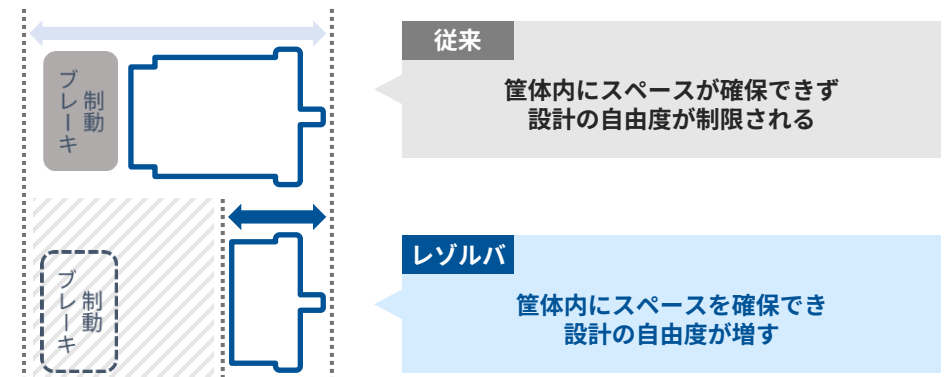 制動
ブレーキ
従来
筐体内にスペースが確保できず
設計の自由度が制限される
制動
ブレーキ
レゾルバ
筐体内にスペースを確保でき
設計の自由度が増す